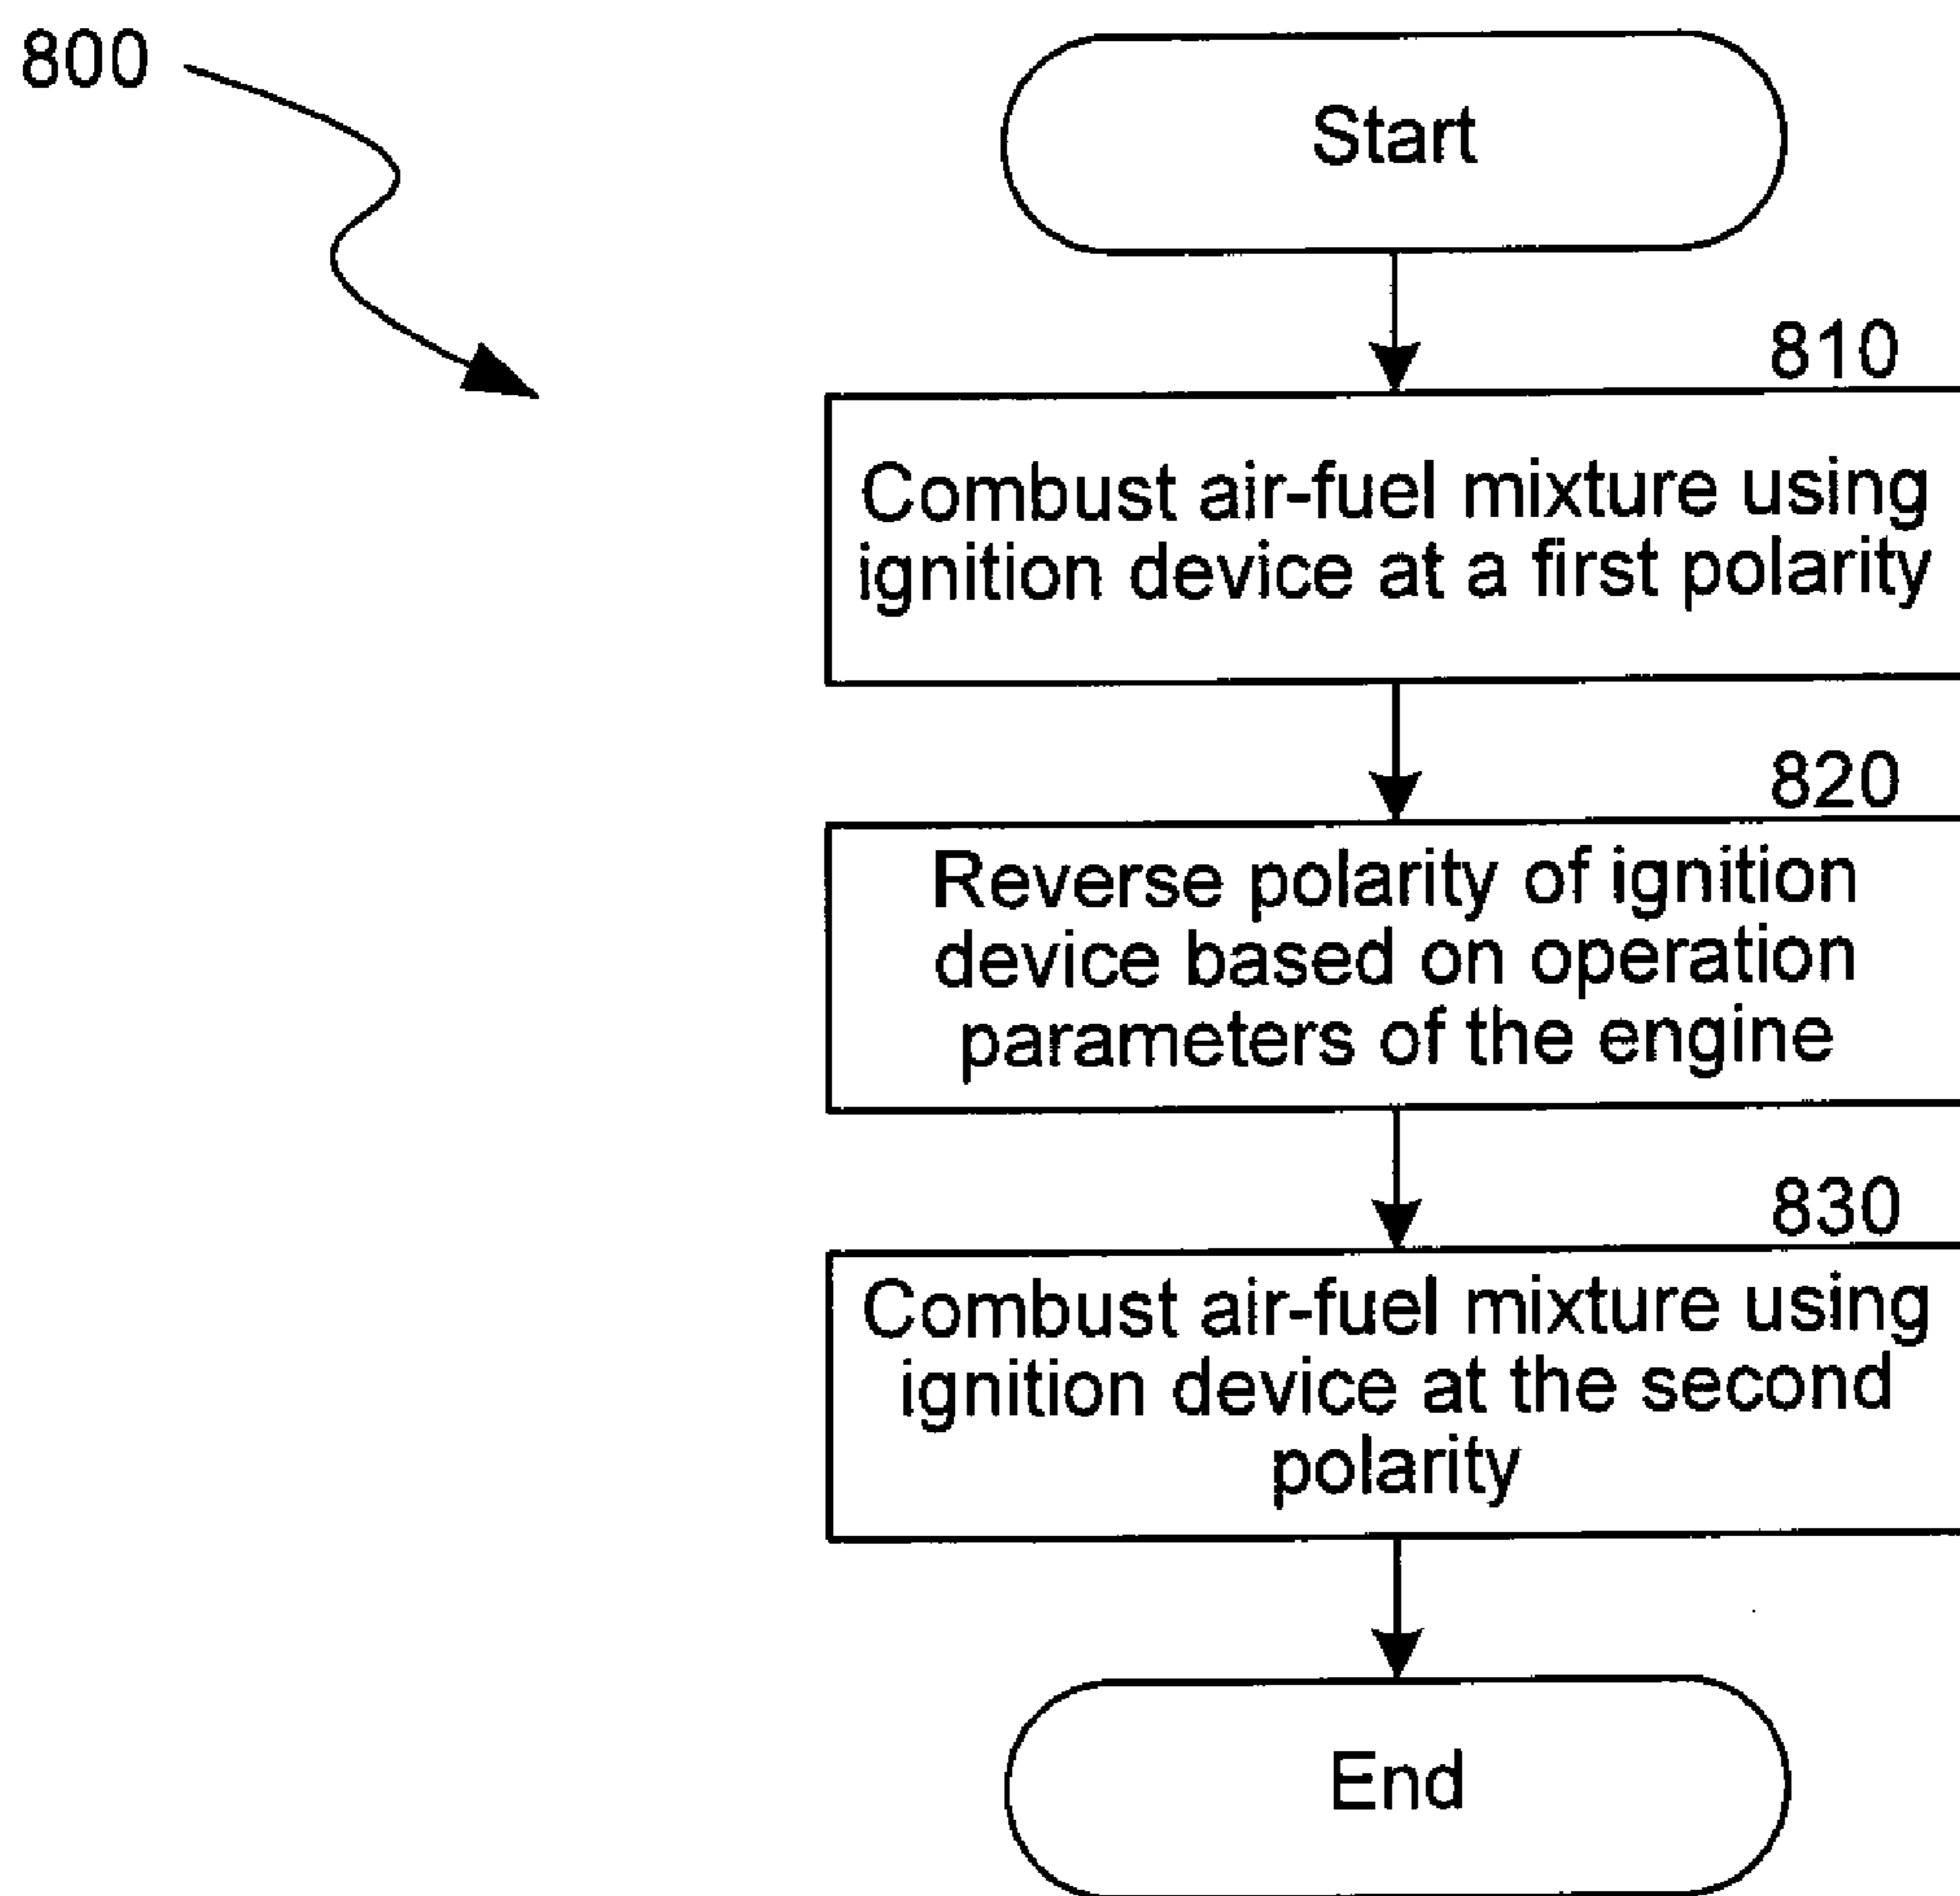 800
Start
810
Combust air-fuel mixture using
ignition device at a first polarity
820
Reverse polarity of ignition
device based on operation
parameters of the engine
830
Combust air-fuel mixture using
ignition device at the second
polarity
End